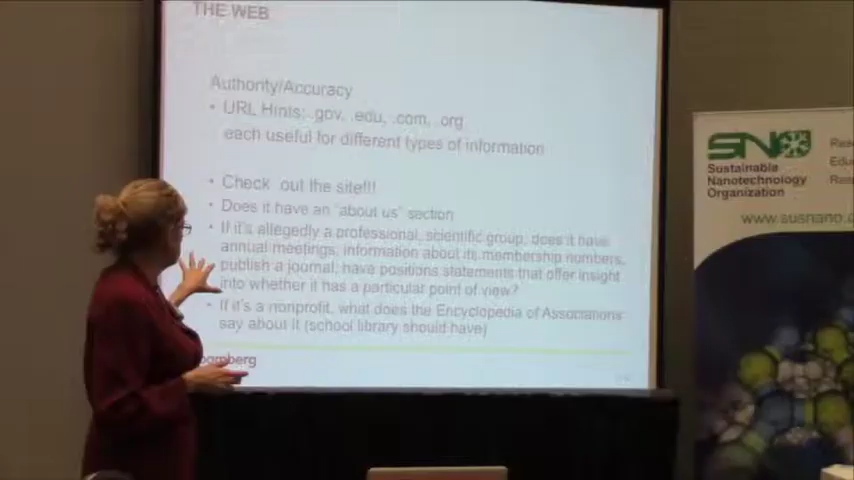 THE WEB
Authority/Accuracy
• URL Hints: .gov, .edu, .com, .org
each useful for different types of information
• Check out the site!!!
• Does it have an "about us" section
• If it's allegedly a professional, scientific group, does it have
annual meetings, information about its membership numbers,
publish a journal, have positions statements that offer insight
into whether it has a particular point of view?
• If it's a nonprofit, what does the Encyclopedia of Associations
say about it (school library should have)
omberg
SNO
Sustainable
Nanotechnology
Organization
Rese
Educ
Res
www.susnano.o